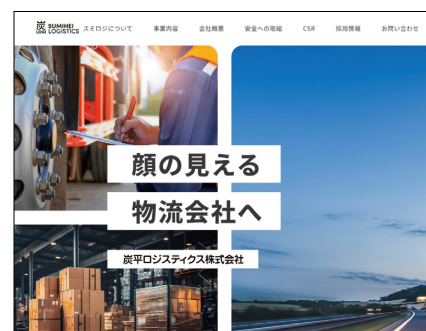 炭 SUMIHEI
LOGISTICS
スミロジについて 事業内容 会社概要 安全への取組 CSR 採用情報 お問い合わせ
顔の見える
物流会社へ
炭平ロジスティクス株式会社